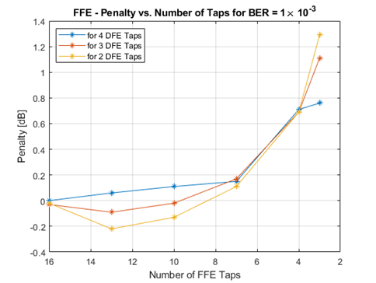 FFE - Penalty vs. Number of Taps for BER = 1× 10-3
1.4
for 4 DFE Taps
for 3 DFE Taps
for 2 DFE Taps
1.2
1
0.8
0.6
0.4
0.2
0
-0.2
-0.4
Penalty [dB]
16 14 12 10 8 6 4 2
Number of FFE Taps